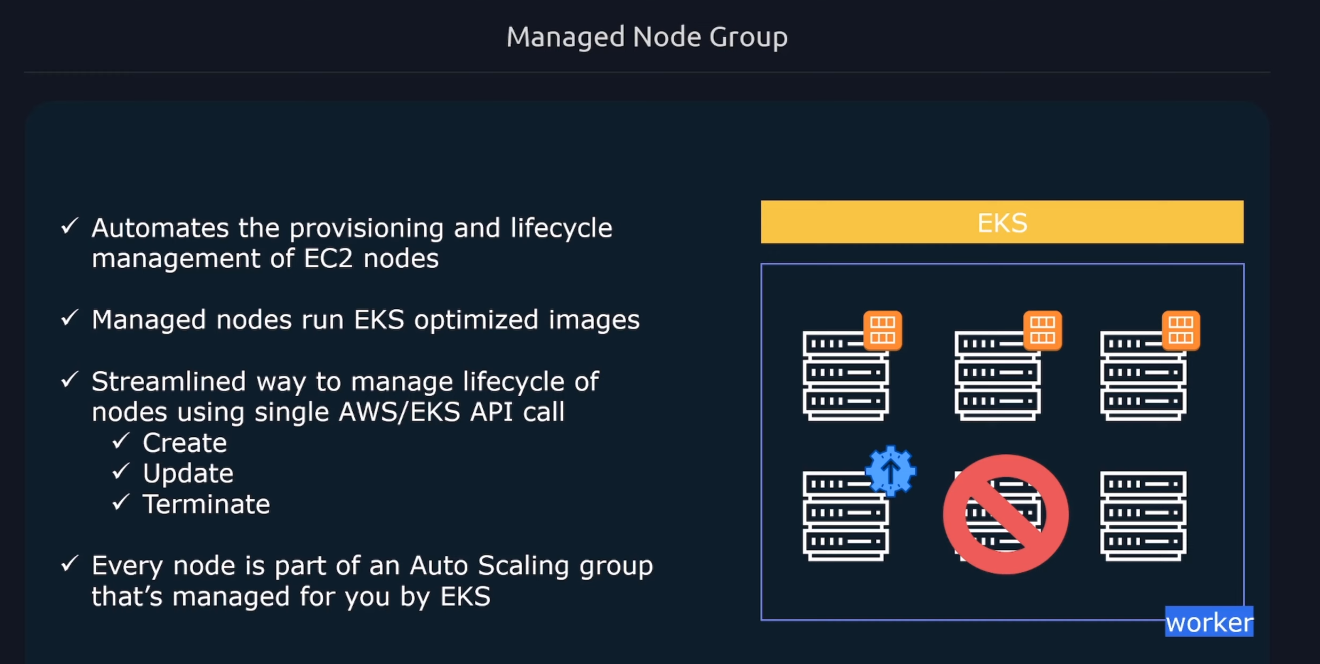 Managed Node Group
✓ Automates the provisioning and lifecycle
management of EC2 nodes
✓ Managed nodes run EKS optimized images
✓ Streamlined way to manage lifecycle of
nodes using single AWS/EKS API call
✓ Create
✓ Update
✓ Terminate
✓ Every node is part of an Auto Scaling group
that’s managed for you by EKS
EKS
worker